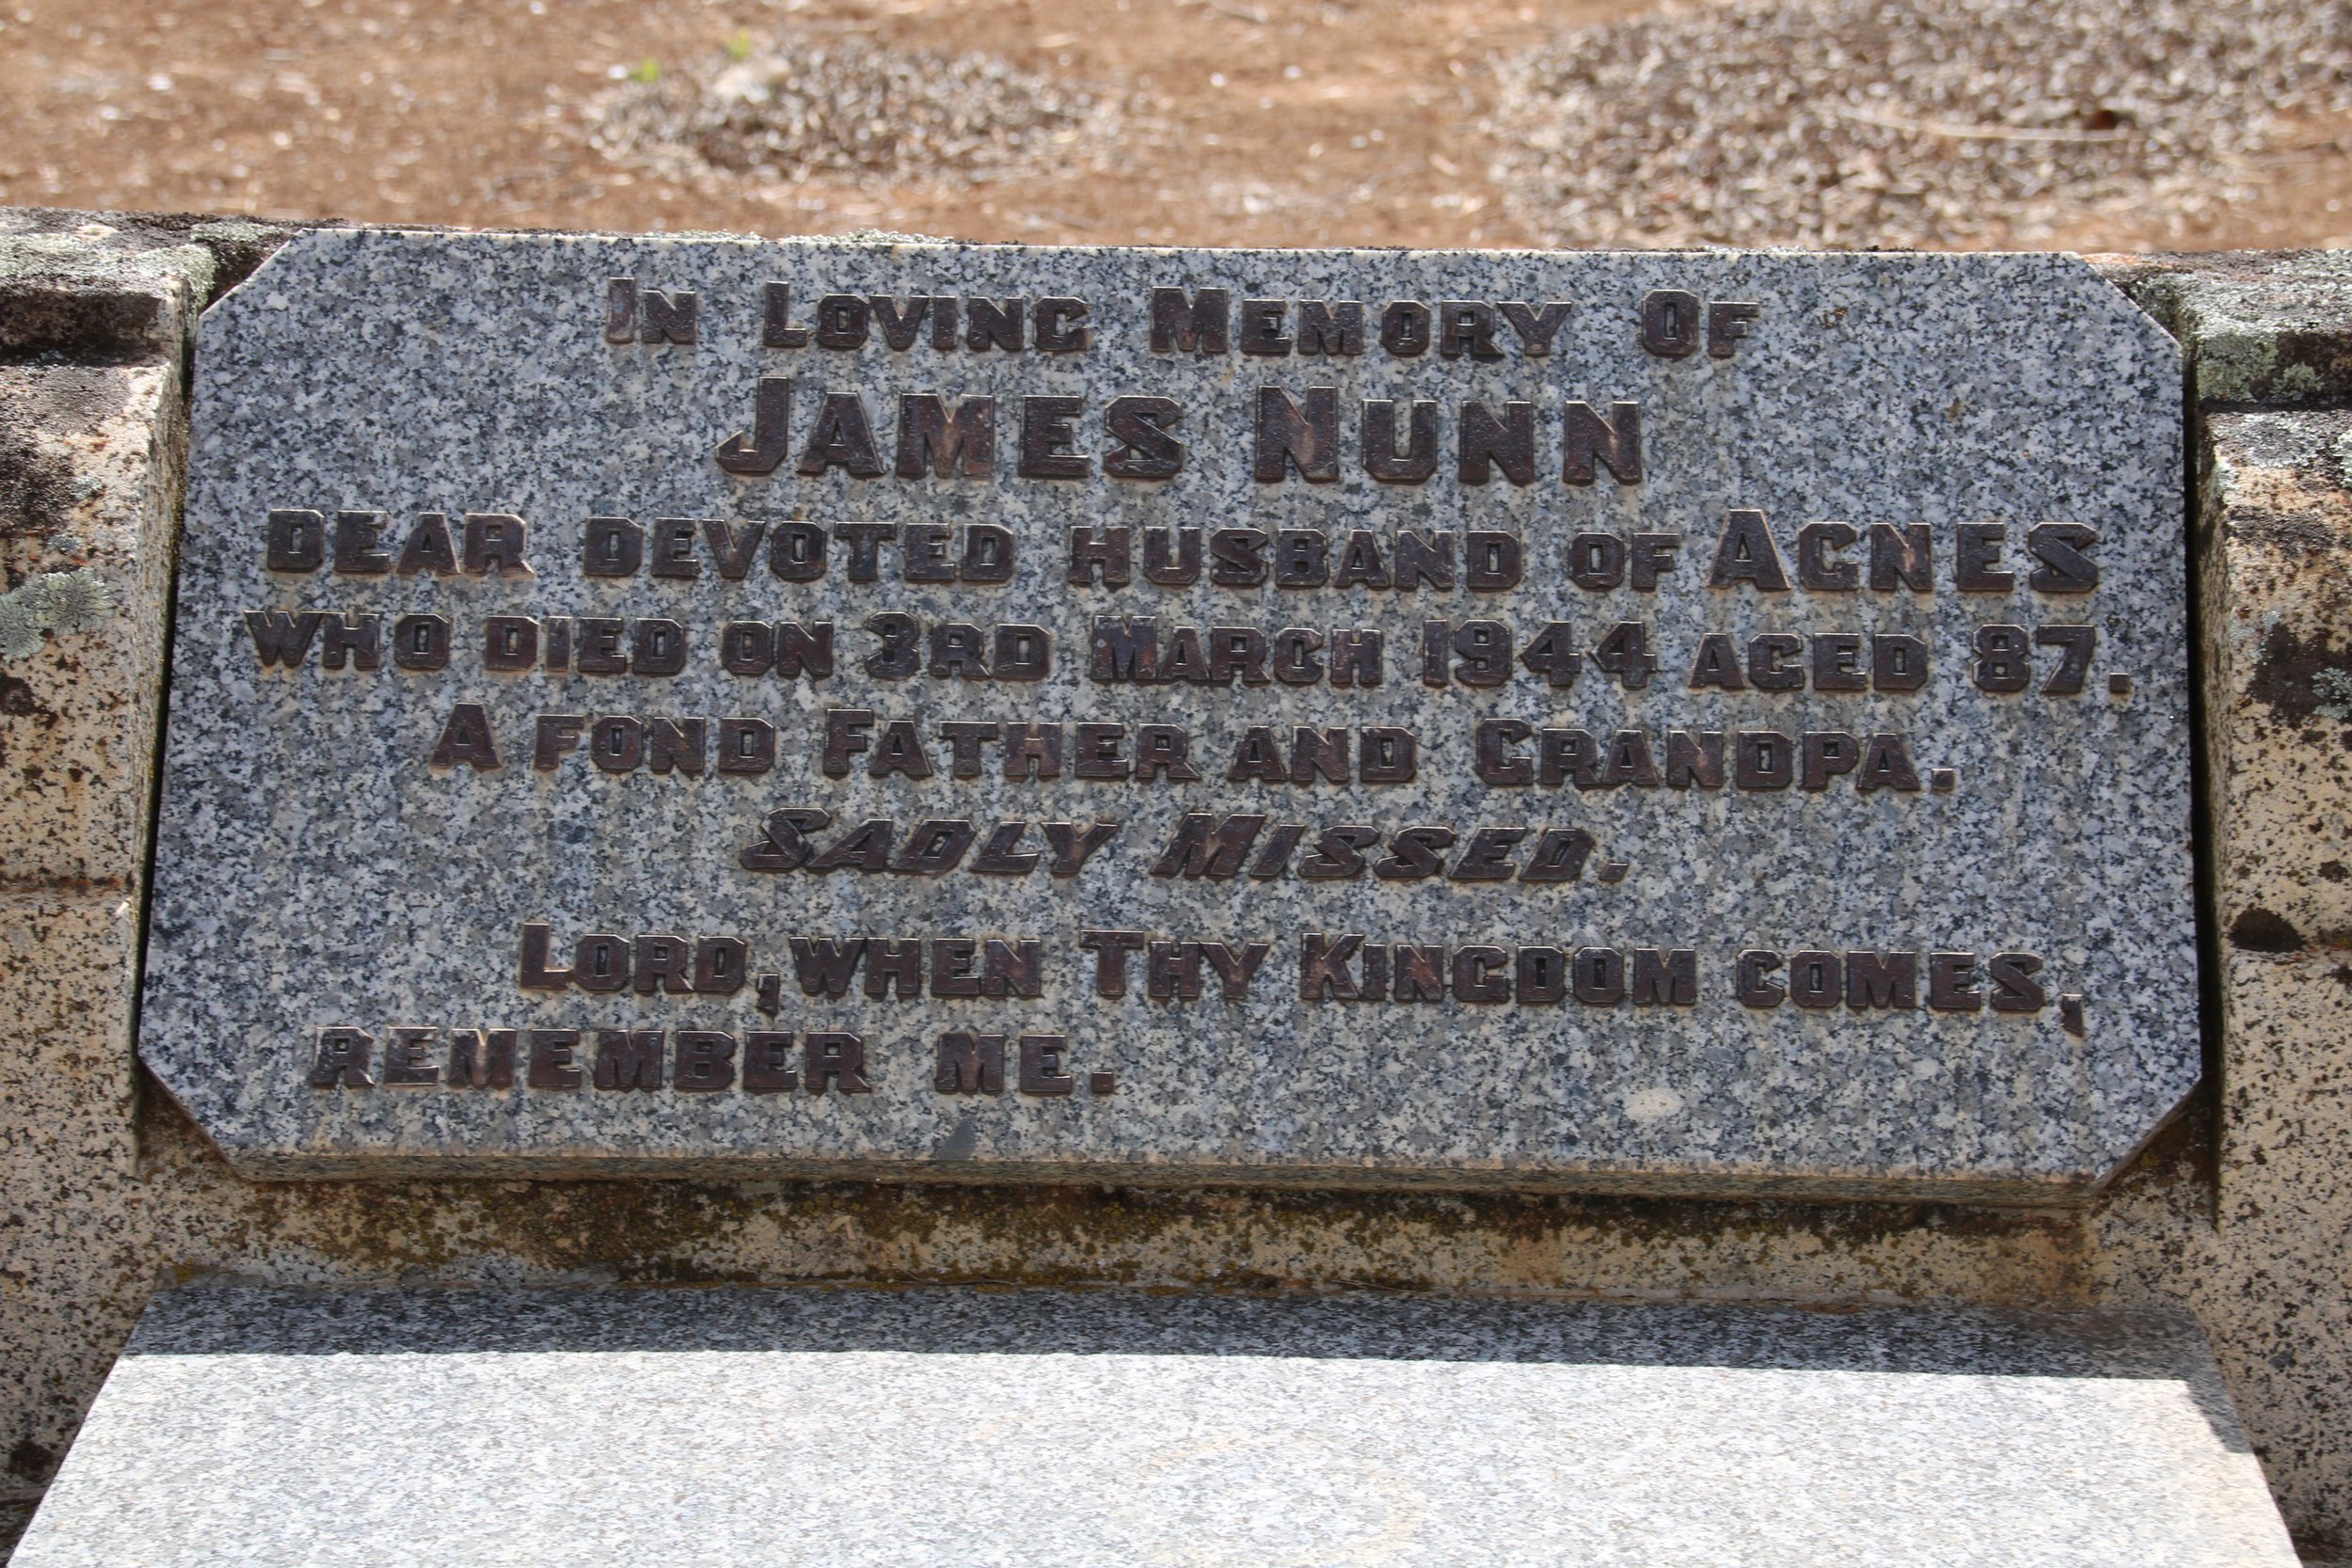 In Loving Memory Of
James Nunn
dear devoted husband of Agnes
who died on 3rd March 1944 aged 87.
A fond Father and Grandpa.
Sadly Missed.
Lord, when Thy Kingdom comes,
remember me.